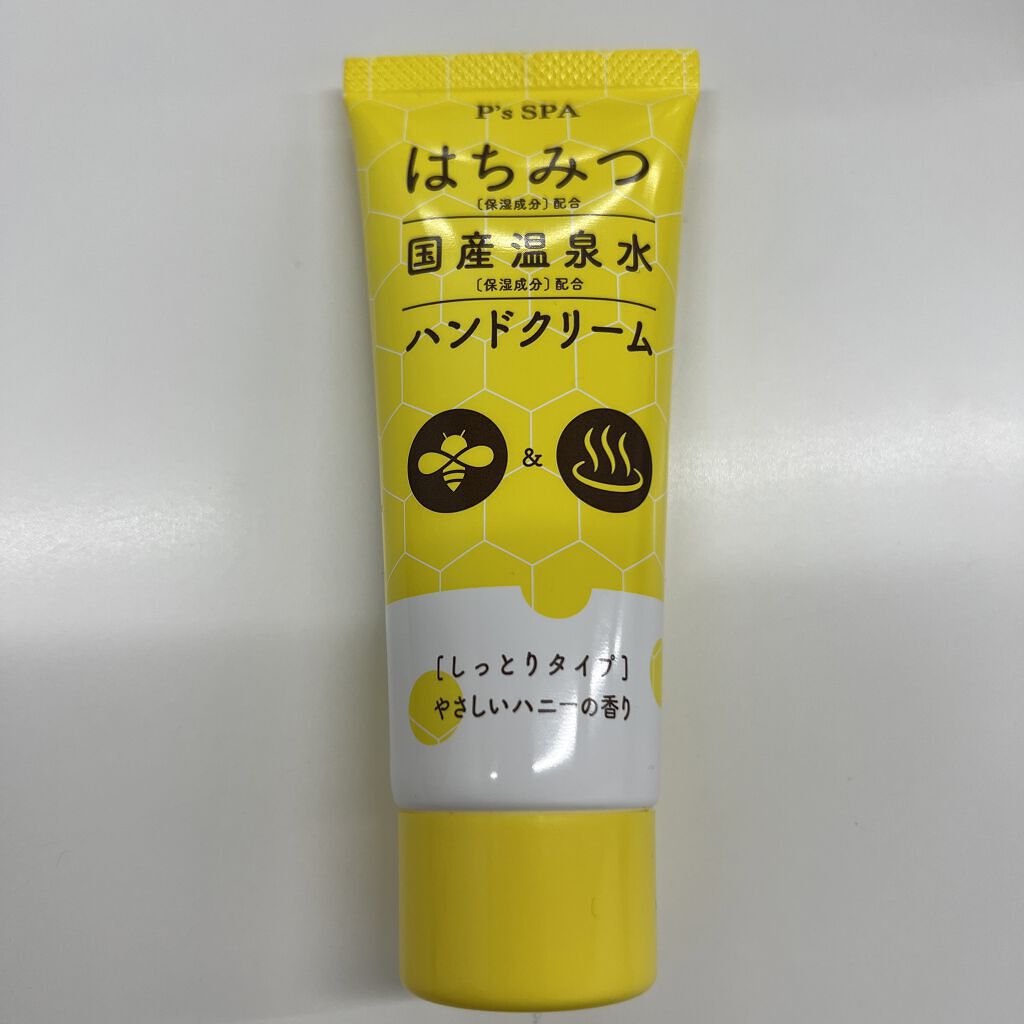 P's SPA
はちみつ
〔保湿成分〕配合
国産温泉水
〔保湿成分〕配合
ハンドクリーム
&
[しっとりタイプ]
やさしいハニーの香り